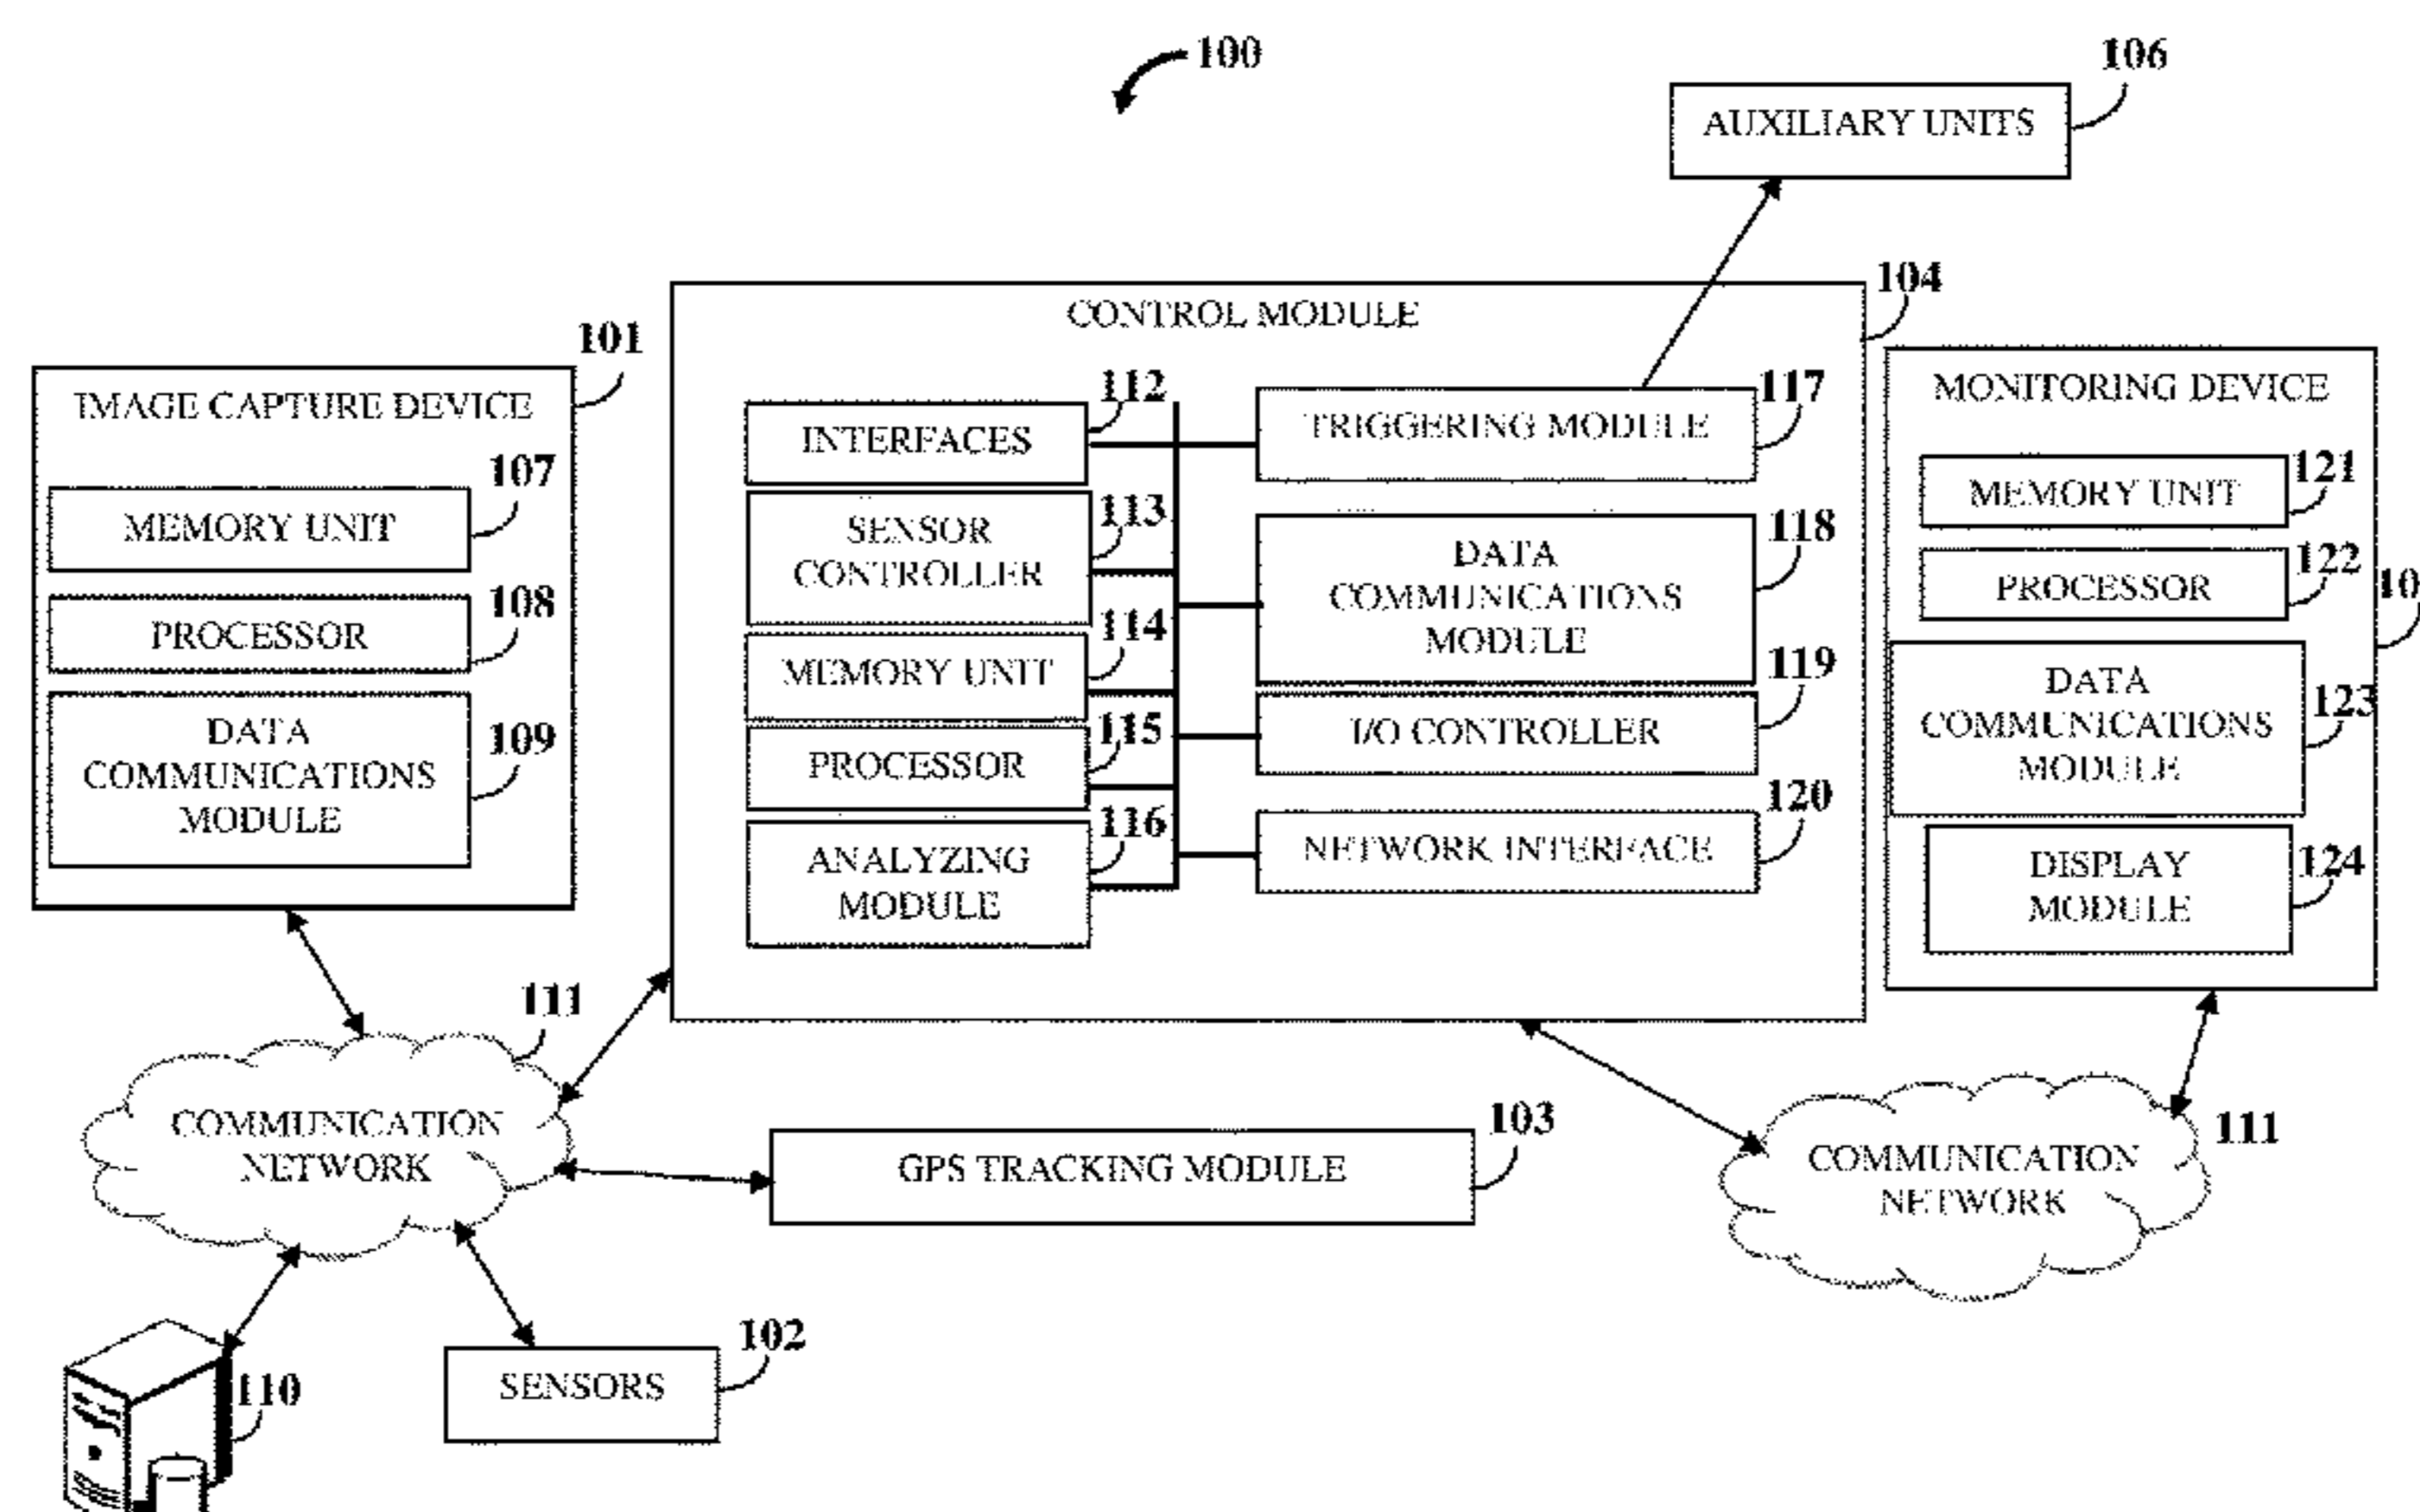 100
106
AUXILIARY UNITS
104
CONTROL MODULE
101
IMAGE CAPTURE DEVICE
107
MEMORY UNIT
108
PROCESSOR
109
DATA
COMMUNICATIONS
MODULE
112
INTERFACES
113
SENSOR
CONTROLLER
114
MEMORY UNIT
115
PROCESSOR
116
ANALYZING
MODULE
117
TRIGGERING MODULE
118
DATA
COMMUNICATIONS
MODULE
119
I/O CONTROLLER
120
NETWORK INTERFACE
MONITORING DEVICE
121
MEMORY UNIT
122
PROCESSOR
10
DATA
COMMUNICATIONS
MODULE
123
124
DISPLAY
MODULE
111
COMMUNICATION
NETWORK
103
GPS TRACKING MODULE
111
COMMUNICATION
NETWORK
102
SENSORS
110